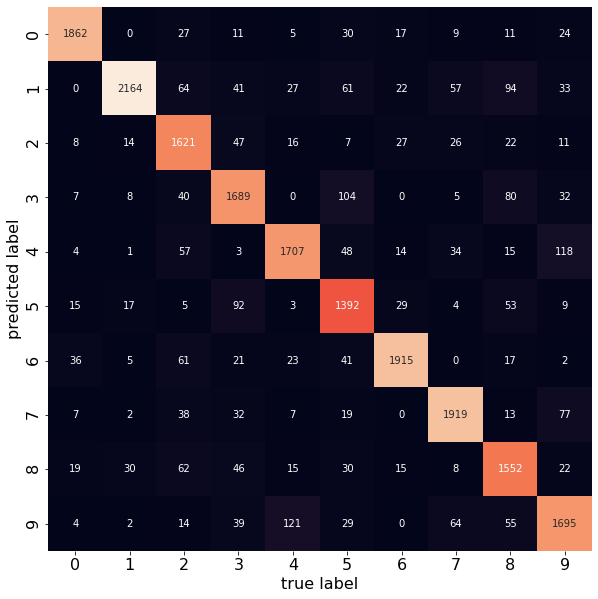 0 1862 0 27 11 5 30 17 9 11 24
1 0 2164 64 41 27 61 22 57 94 33
2 8 14 1621 47 16 7 27 26 22 11
3 7 8 40 1689 0 104 0 5 80 32
4 4 1 57 3 1707 48 14 34 15 118
5 15 17 5 92 3 1392 29 4 53 9
6 36 5 61 21 23 41 1915 0 17 2
7 7 2 38 32 7 19 0 1919 13 77
8 19 30 62 46 15 30 15 8 1552 22
9 4 2 14 39 121 29 0 64 55 1695
0 1 2 3 4 5 6 7 8 9
predicted label
true label